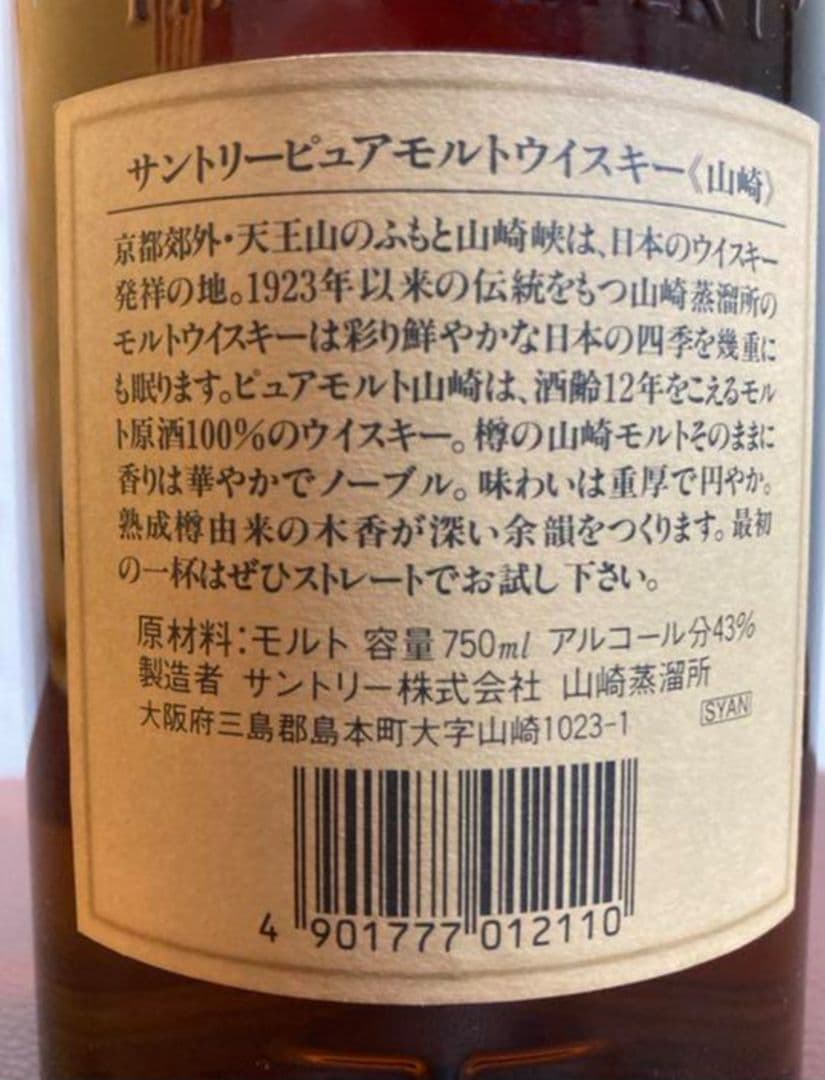 サントリーピュアモルトウイスキー《山崎》
京都郊外・天王山のふもと山崎峡は、日本のウイスキー
発祥の地。1923年以来の伝統をもつ山崎蒸溜所の
モルトウイスキーは彩り鮮やかな日本の四季を幾重に
も眠ります。ピュアモルト山崎は、酒齢12年をこえるモル
ト原酒100%のウイスキー。樽の山崎モルトそのままに
香りは華やかでノーブル。味わいは重厚で円やか。
熟成樽由来の木香が深い余韻をつくります。最初
の一杯はぜひストレートでお試し下さい。
原材料:モルト 容量750ml アルコール分43%
製造者 サントリー株式会社 山崎蒸溜所
大阪府三島郡島本町大字山崎1023-1
SYAN
4 901777 012110